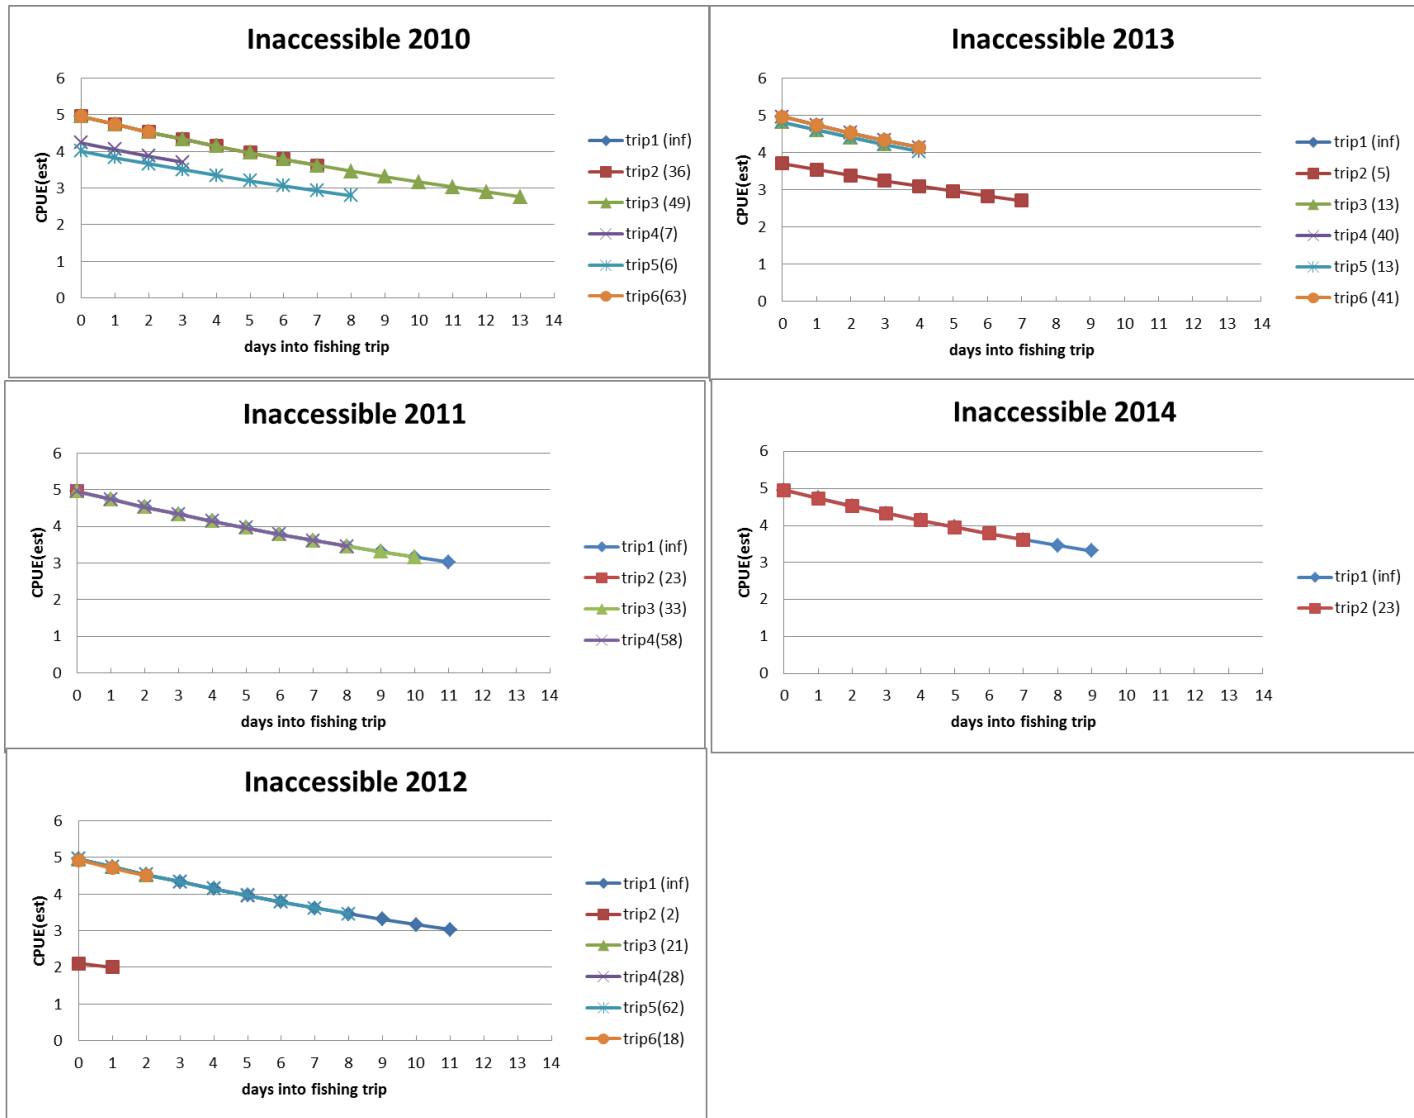 Inaccessible 2010
6
5
4
3
2
1
0
CPUE(est)
0 1 2 3 4 5 6 7 8 9 10 11 12 13 14
days into fishing trip
trip1 (inf)
trip2 (36)
trip3 (49)
trip4(7)
trip5(6)
trip6(63)
Inaccessible 2013
6
5
4
3
2
1
0
CPUE(est)
0 1 2 3 4 5 6 7 8 9 10 11 12 13 14
days into fishing trip
trip1 (inf)
trip2 (5)
trip3 (13)
trip4 (40)
trip5 (13)
trip6 (41)
Inaccessible 2011
6
5
4
3
2
1
0
CPUE(est)
0 1 2 3 4 5 6 7 8 9 10 11 12 13 14
days into fishing trip
trip1 (inf)
trip2 (23)
trip3 (33)
trip4(58)
Inaccessible 2014
6
5
4
3
2
1
0
CPUE(est)
0 1 2 3 4 5 6 7 8 9 10 11 12 13 14
days into fishing trip
trip1 (inf)
trip2 (23)
Inaccessible 2012
6
5
4
3
2
1
0
CPUE(est)
0 1 2 3 4 5 6 7 8 9 10 11 12 13 14
days into fishing trip
trip1 (inf)
trip2 (2)
trip3 (21)
trip4(28)
trip5(62)
trip6(18)